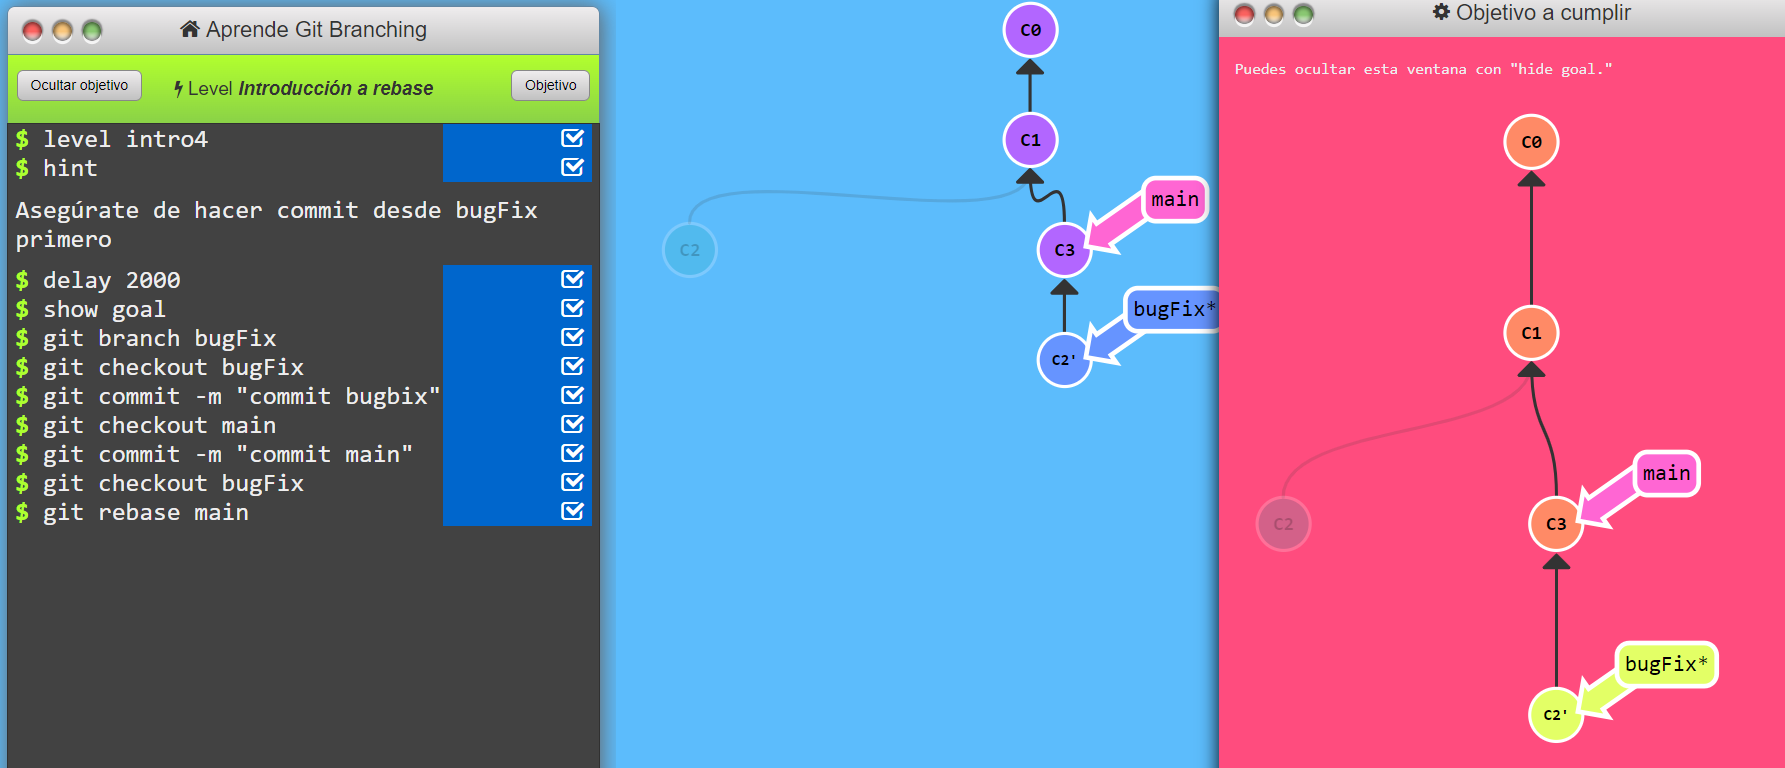 Aprende Git Branching
Ocultar objetivo
Level Introducción a rebase
Objetivo
$ level intro4
$ hint
Asegúrate de hacer commit desde bugFix
primero
$ delay 2000
$ show goal
$ git branch bugFix
$ git checkout bugFix
$ git commit -m "commit bugbix"
$ git checkout main
$ git commit -m "commit main"
$ git checkout bugFix
$ git rebase main
C0
C1
C2
main
C3
bugFix*
C2'
Objetivo a cumplir
Puedes ocultar esta ventana con "hide goal."
C0
C1
main
C2
C3
bugFix*
C2'